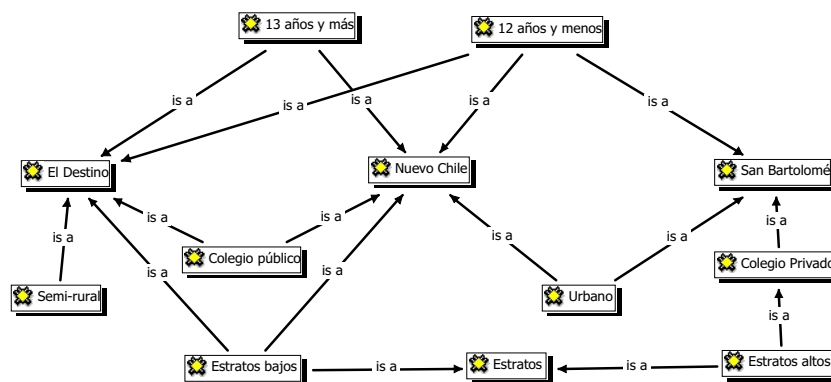 13 años y más
12 años y menos
is a
is a
is a
is a
is a
El Destino
Nuevo Chile
San Bartolomé
is a
is a
is a
is a
is a
is a
Colegio público
Colegio Privado
is a
is a
Semi-rural
Urbano
is a
Estratos bajos
is a
Estratos
is a
Estratos altos